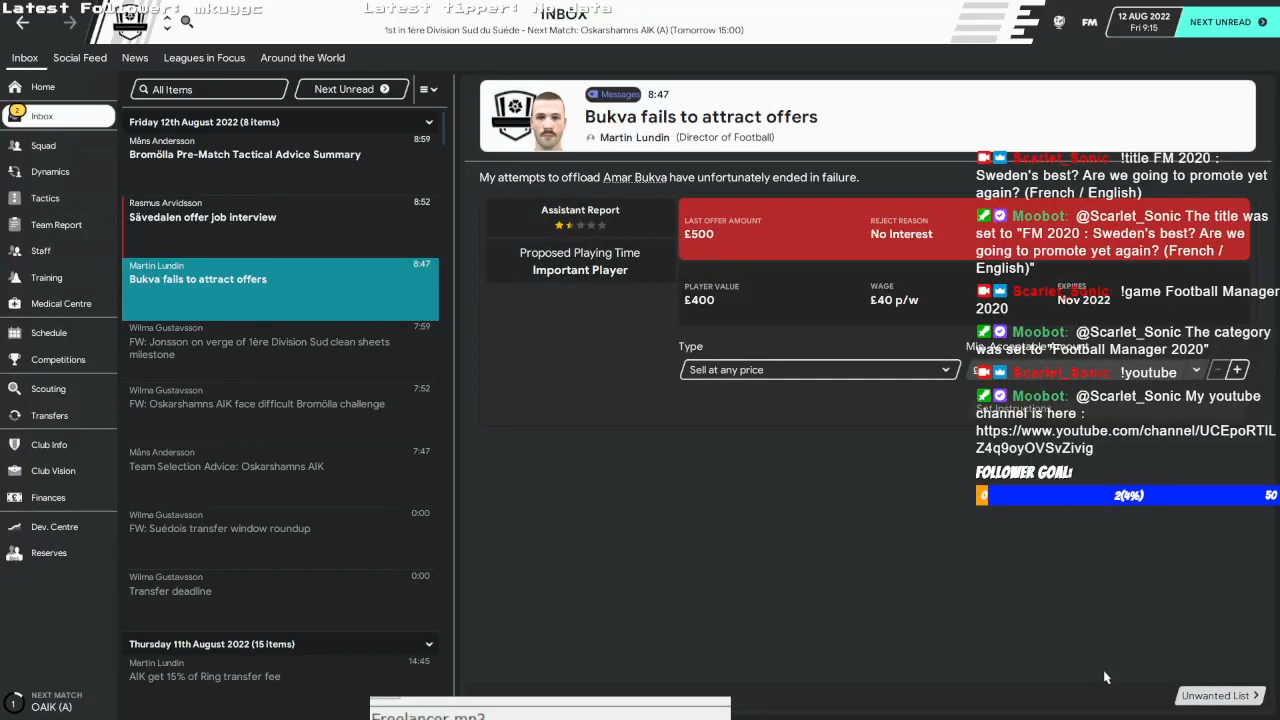 Latest Follower: mkuygc
Latest tipper: No data
INBOX
1st in 1ère Division Sud du Suéde - Next Match: Oskarshamns AIK (A) (Tomorrow 15:00)
FM
12 AUG 2022
Fri 9:15
NEXT UNREAD
Inbox
Social Feed
News
Leagues in Focus
Around the World
Home
2
Inbox
Squad
Dynamics
Tactics
Team Report
Staff
Training
Medical Centre
Schedule
Competitions
Scouting
Transfers
Club Info
Club Vision
Finances
Dev. Centre
Reserves
1
NEXT MATCH
OAIK (A)
All Items
Next Unread
Friday 12th August 2022 (8 items)
Måns Andersson
8:59
Bromölla Pre-Match Tactical Advice Summary
Rasmus Arvidsson
8:52
Sävedalen offer job interview
Martin Lundin
8:47
Bukva fails to attract offers
Wilma Gustavsson
7:59
FW: Jonsson on verge of 1ère Division Sud clean sheets
milestone
Wilma Gustavsson
7:52
FW: Oskarshamns AIK face difficult Bromölla challenge
Måns Andersson
7:47
Team Selection Advice: Oskarshamns AIK
Wilma Gustavsson
0:00
FW: Suédois transfer window roundup
Wilma Gustavsson
0:00
Transfer deadline
Thursday 11th August 2022 (15 items)
Martin Lundin
14:45
AIK get 15% of Ring transfer fee
Messages
8:47
Bukva fails to attract offers
Martin Lundin (Director of Football)
My attempts to offload Amar Bukva have unfortunately ended in failure.
Assistant Report
Proposed Playing Time
Important Player
LAST OFFER AMOUNT
£500
REJECT REASON
No Interest
PLAYER VALUE
£400
WAGE
£40 p/w
EXPIRES
Nov 2022
Type
Sell at any price
Min. Acceptable Amount
Set Instructions
Unwanted List
Scarlet_Sonic !title FM 2020 :
Sweden's best? Are we going to promote yet
again? (French / English)
Moobot: @Scarlet_Sonic The title was
set to "FM 2020 : Sweden's best? Are we
going to promote yet again? (French /
English)"
Scarlet_Sonic !game Football Manager
2020
Moobot: @Scarlet_Sonic The category
was set to "Football Manager 2020"
Scarlet_Sonic !youtube
Moobot: @Scarlet_Sonic My youtube
channel is here :
https://www.youtube.com/channel/UCEpoRTIL
Z4q9oyOVSvZivig
FOLLOWER GOAL:
0
2(4%)
50
Freelancer.mp3